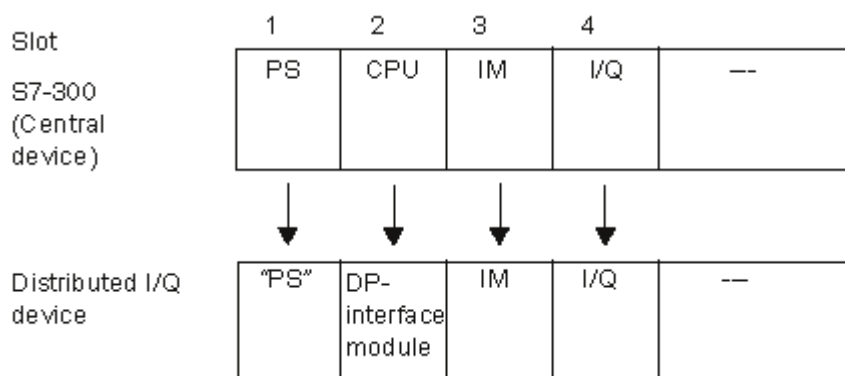 Slot 1 2 3 4
S7-300
(Central
device)
PS CPU IM I/Q ---
Distributed I/Q
device
"PS" DP-
interface
module
IM I/Q ---